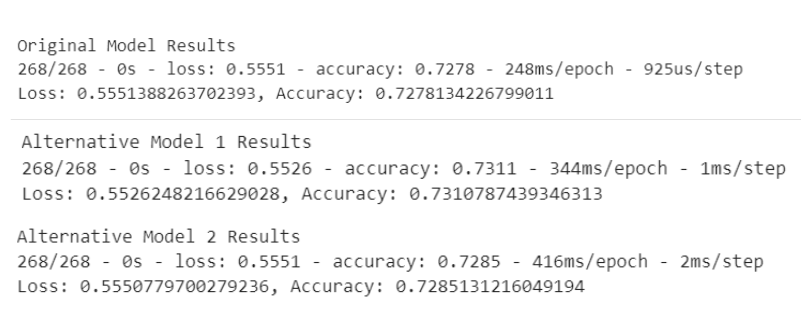 Original Model Results
268/268 - 0s - loss: 0.5551 - accuracy: 0.7278 - 248ms/epoch - 925us/step
Loss: 0.5551388263702393, Accuracy: 0.7278134226799011
Alternative Model 1 Results
268/268 - 0s - loss: 0.5526 - accuracy: 0.7311 - 344ms/epoch - 1ms/step
Loss: 0.5526248216629028, Accuracy: 0.7310787439346313
Alternative Model 2 Results
268/268 - 0s - loss: 0.5551 - accuracy: 0.7285 - 416ms/epoch - 2ms/step
Loss: 0.5550779700279236, Accuracy: 0.7285131216049194